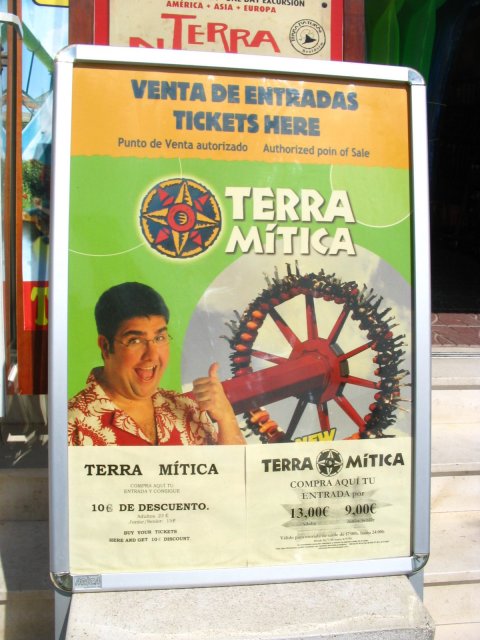 AMÉRICA + ASIA + EUROPA
TERRA
VENTA DE ENTRADAS
TICKETS HERE
Punto de Venta autorizado Authorized poin of Sale
TERRA
MÍTICA
NEW
TERRA MÍTICA
COMPRA AQUI TU
ENTRADA Y CONSIGUE
10€ DE DESCUENTO.
BUY YOUR TICKETS
HERE AND GET 10€ DISCOUNT
TERRA MÍTICA
COMPRA AQUÍ TU
ENTRADA por
13,00€ 9,00€